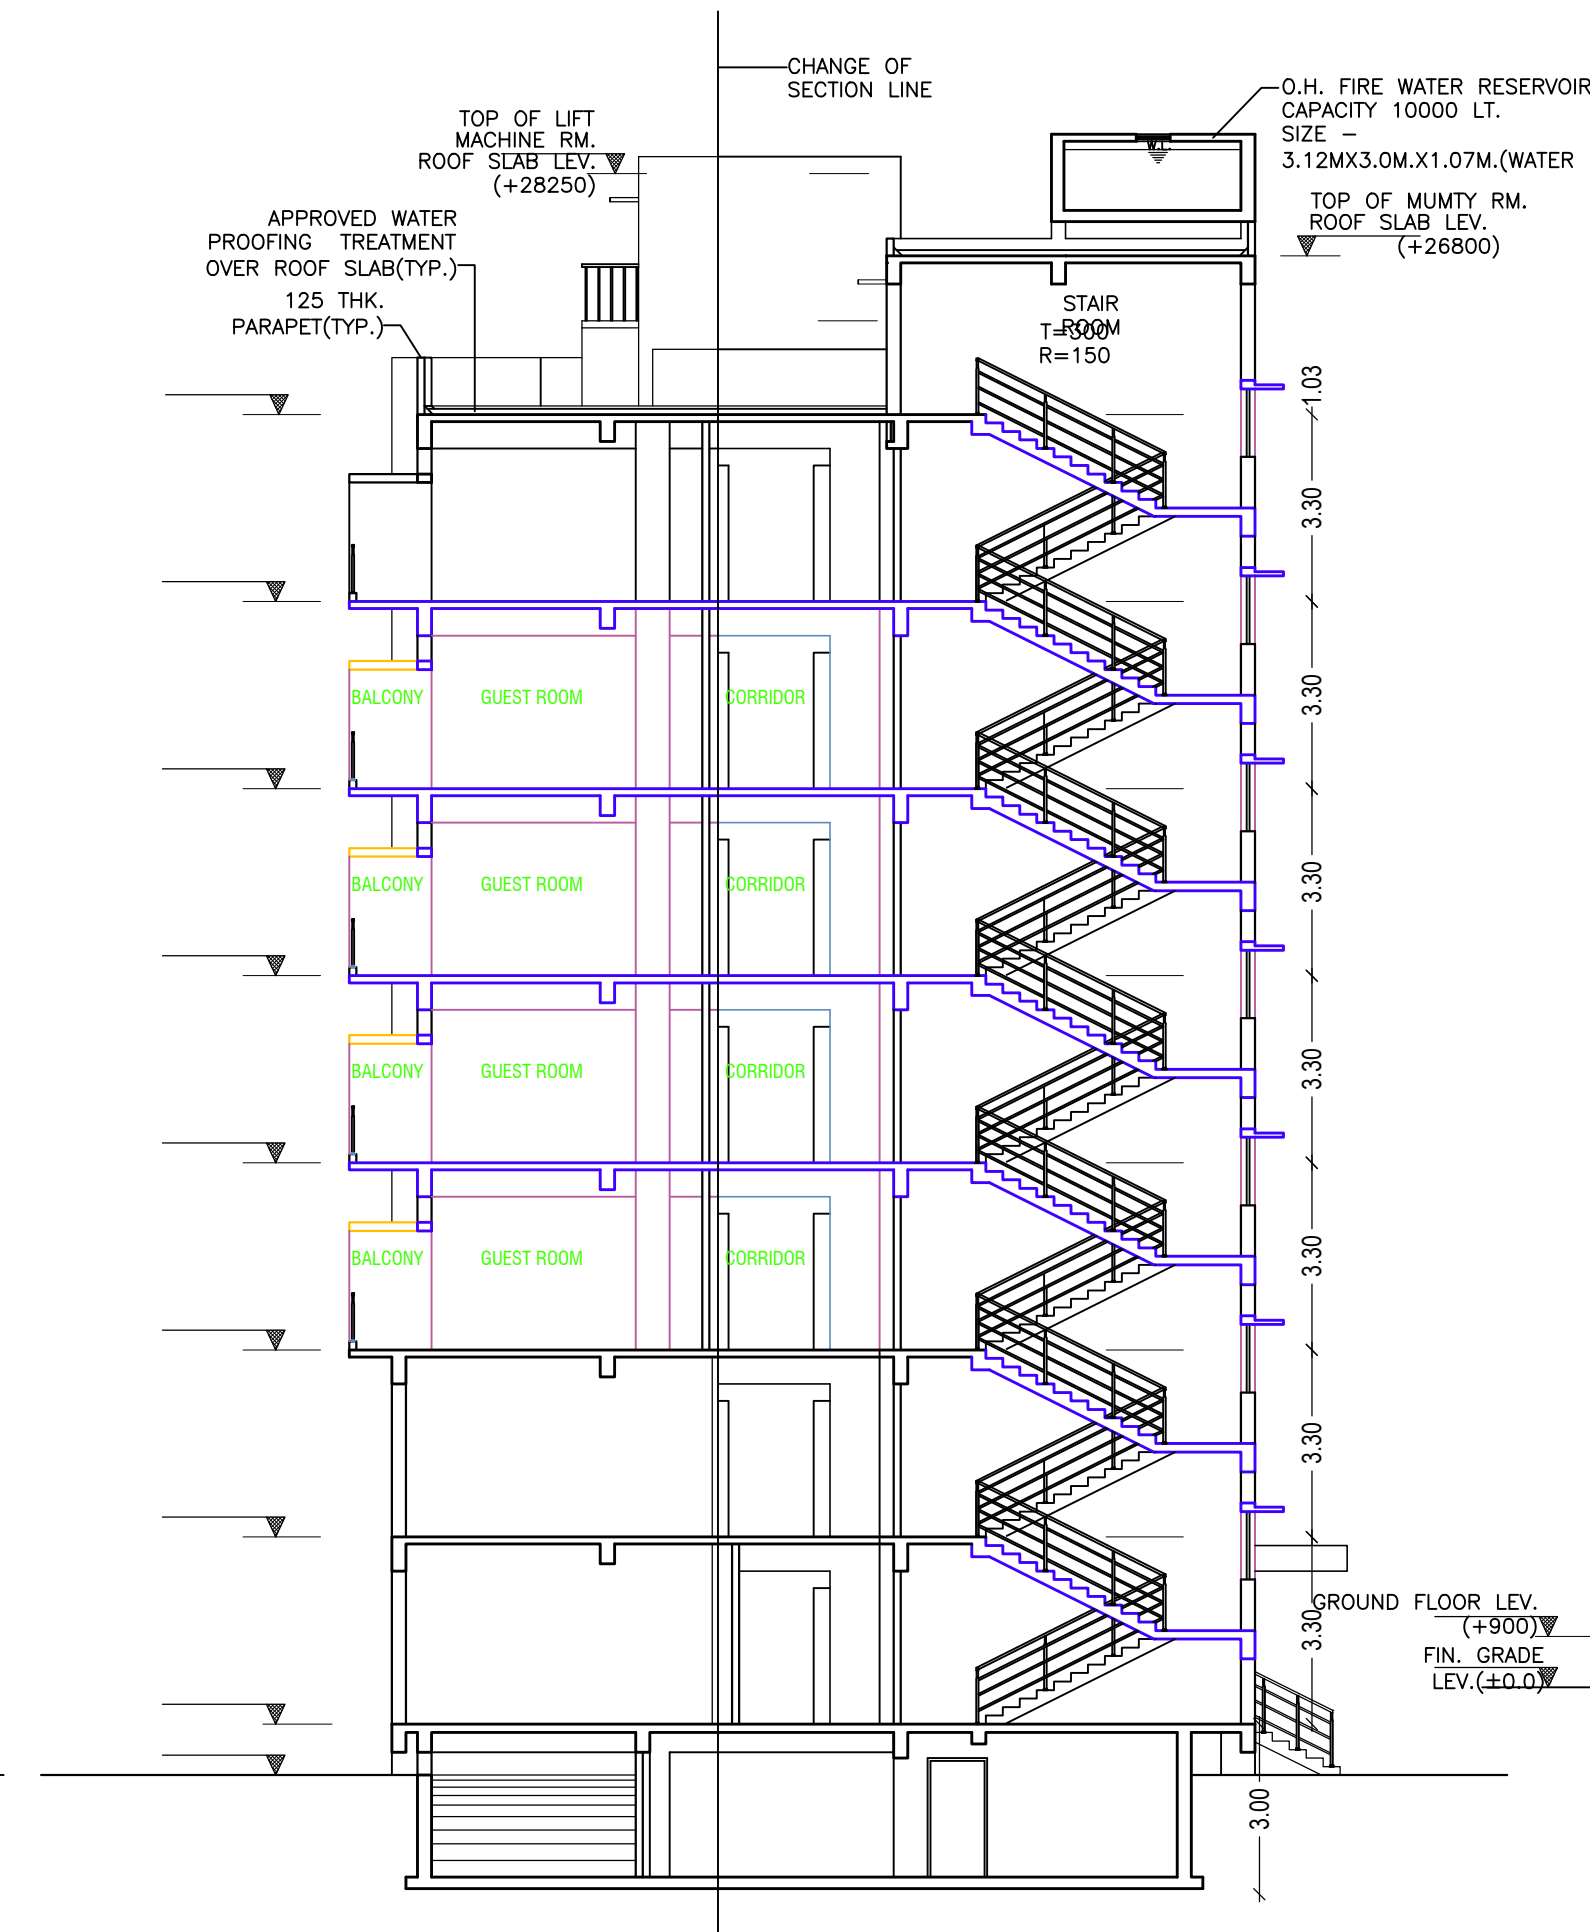 CHANGE OF
SECTION LINE
O.H. FIRE WATER RESERVOIR
CAPACITY 10000 LT.
SIZE -
3.12MX3.0M.X1.07M.(WATER
W.L.
TOP OF LIFT
MACHINE RM.
ROOF SLAB LEV.
(+28250)
TOP OF MUMTY RM.
ROOF SLAB LEV.
(+26800)
APPROVED WATER
PROOFING TREATMENT
OVER ROOF SLAB(TYP.)
125 THK.
PARAPET(TYP.)
STAIR
ROOM
T=300
R=150
1.03
3.30
3.30
BALCONY GUEST ROOM CORRIDOR
3.30
BALCONY GUEST ROOM CORRIDOR
3.30
BALCONY GUEST ROOM CORRIDOR
3.30
BALCONY GUEST ROOM CORRIDOR
3.30
3.30
GROUND FLOOR LEV.
(+900)
FIN. GRADE
LEV.(±0.0)
3.00